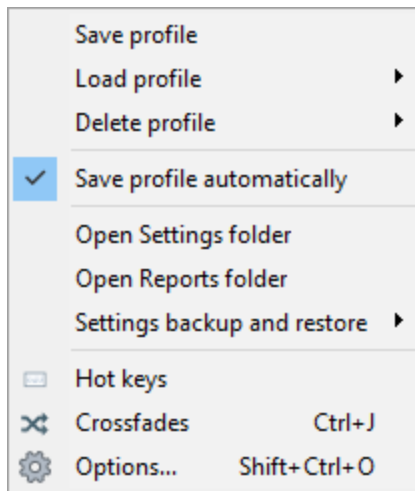 Save profile
Load profile
Delete profile
Save profile automatically
Open Settings folder
Open Reports folder
Settings backup and restore
Hot keys
Crossfades Ctrl+J
Options... Shift+Ctrl+O